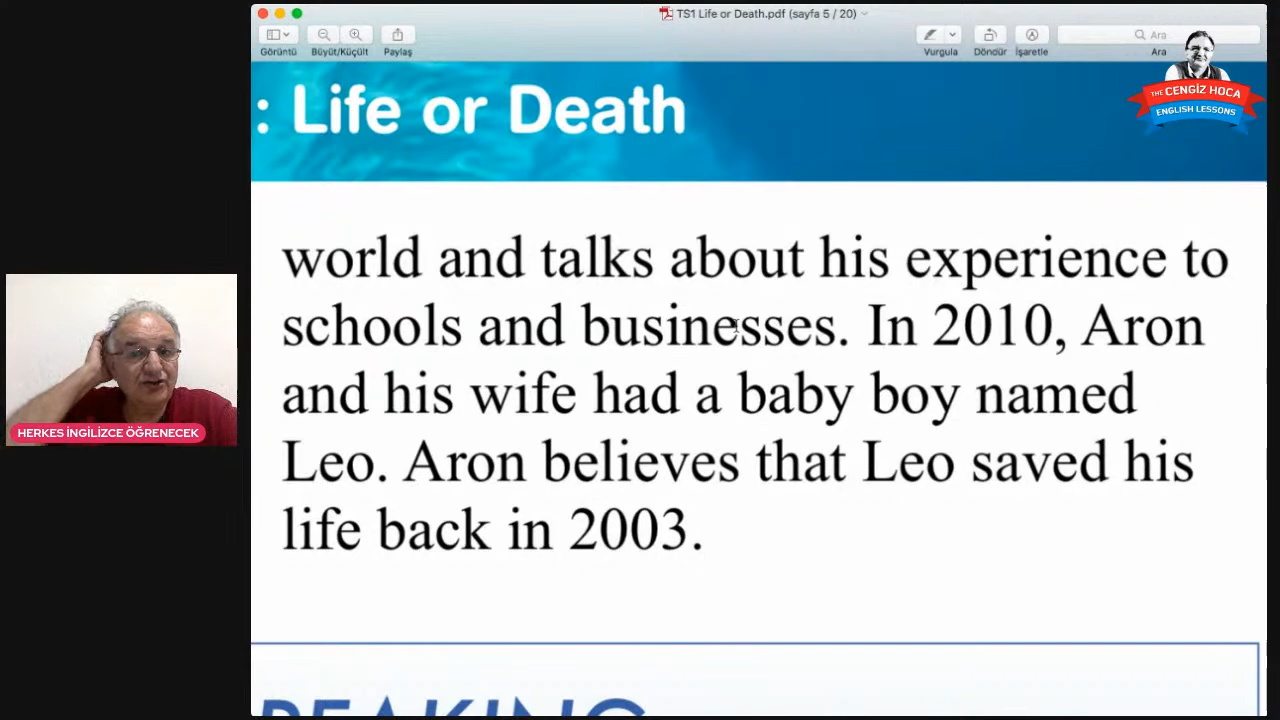 TS1 Life or Death.pdf (sayfa 5 / 20)
Görüntü
Büyüt/Küçült
Paylaş
Vurgula
Döndür
İşaretle
Ara
Ara
THE CENGİZ HOCA
ENGLISH LESSONS
: Life or Death
world and talks about his experience to
schools and businesses. In 2010, Aron
and his wife had a baby boy named
Leo. Aron believes that Leo saved his
life back in 2003.
HERKES İNGİLİZCE ÖĞRENECEK
PEAKING